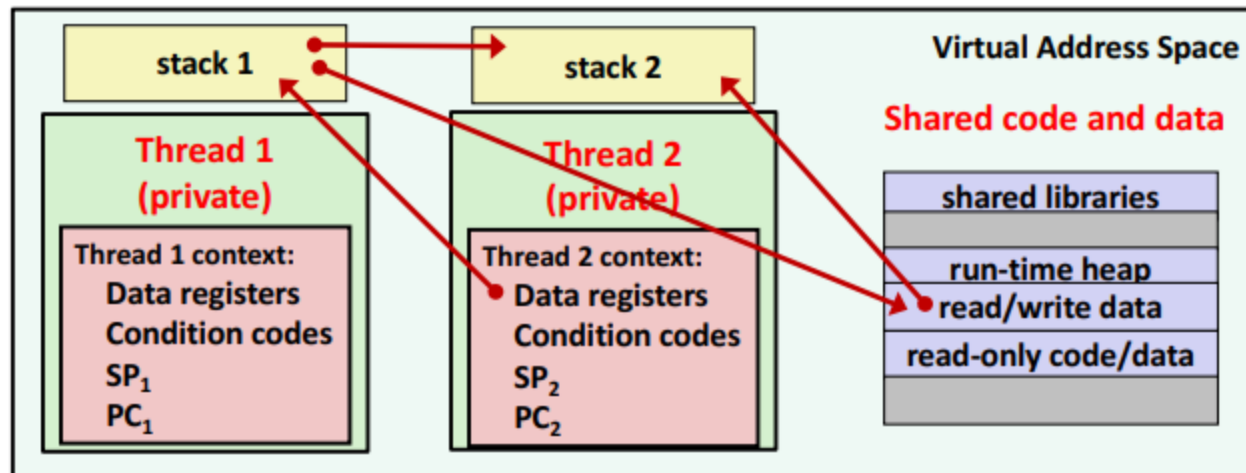 stack 1
stack 2
Virtual Address Space
Shared code and data
Thread 1
(private)
Thread 1 context:
Data registers
Condition codes
SP₁
PC₁
Thread 2
(private)
Thread 2 context:
Data registers
Condition codes
SP₂
PC₂
shared libraries
run-time heap
read/write data
read-only code/data